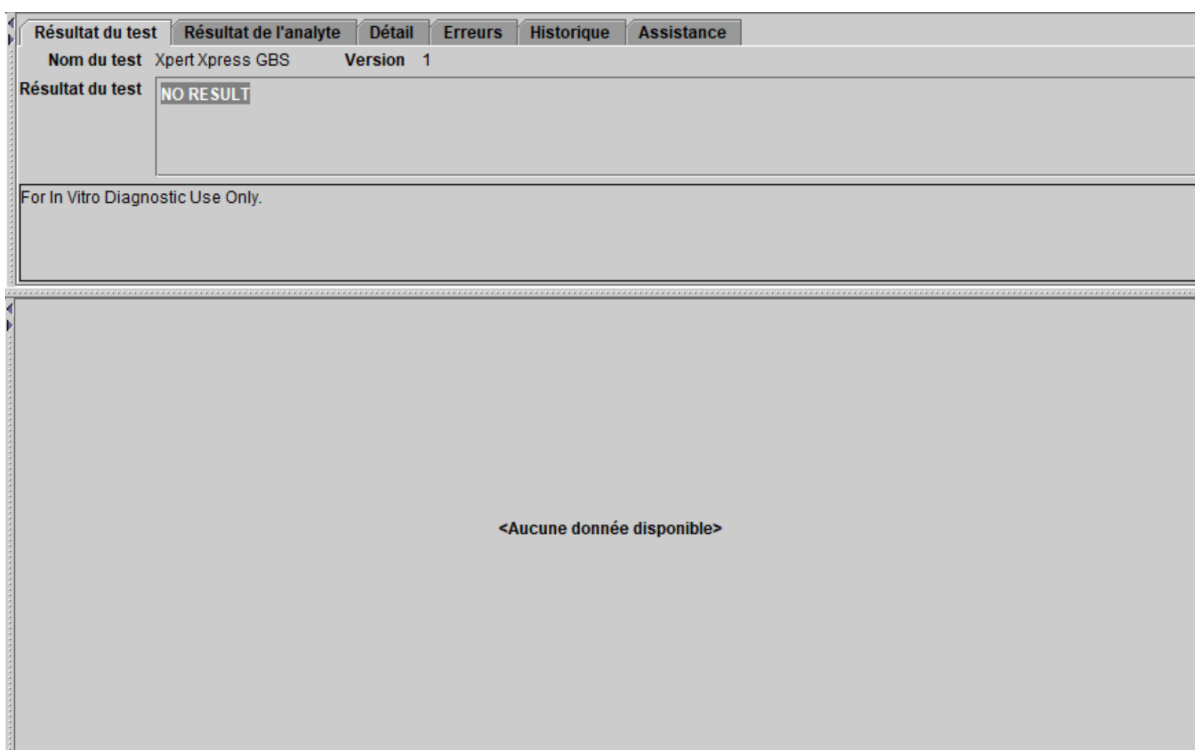 Résultat du test Résultat de l'analyte Détail Erreurs Historique Assistance
Nom du test Xpert Xpress GBS Version 1
Résultat du test NO RESULT
For In Vitro Diagnostic Use Only.
<Aucune donnée disponible>